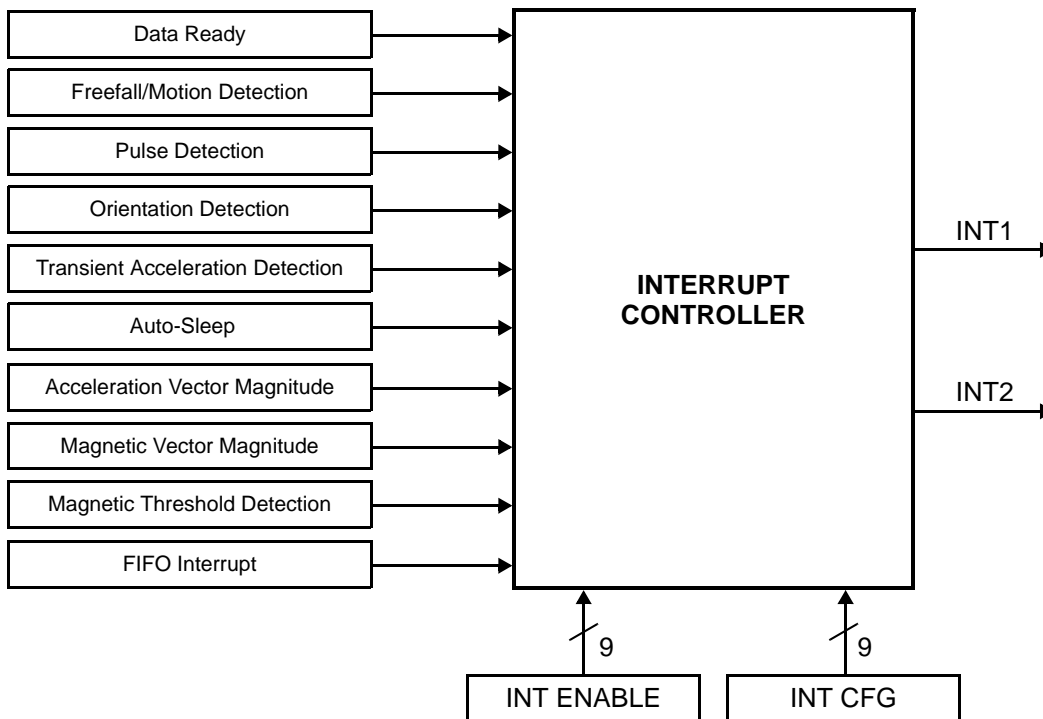 Data Ready
Freefall/Motion Detection
Pulse Detection
Orientation Detection
Transient Acceleration Detection
Auto-Sleep
Acceleration Vector Magnitude
Magnetic Vector Magnitude
Magnetic Threshold Detection
FIFO Interrupt
INTERRUPT
CONTROLLER
INT1
INT2
9
9
INT ENABLE
INT CFG